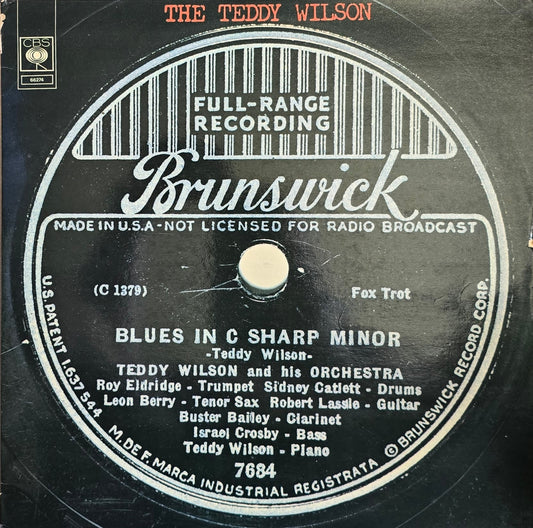 THE TEDDY WILSON
CBS
66274
FULL-RANGE
RECORDING
Brunswick
MADE IN U.S.A - NOT LICENSED FOR RADIO BROADCAST
(C 1379)
Fox Trot
BLUES IN C SHARP MINOR
-Teddy Wilson-
TEDDY WILSON and his ORCHESTRA
Roy Eldridge - Trumpet Sidney Catlett - Drums
Leon Berry - Tenor Sax Robert Lassie - Guitar
Buster Bailey - Clarinet
Israel Crosby - Bass
Teddy Wilson - Piano
7684
U.S. PATENT 1.637544
M. DE F. MARCA INDUSTRIAL REGISTRATA
© BRUNSWICK RECORD CORP.